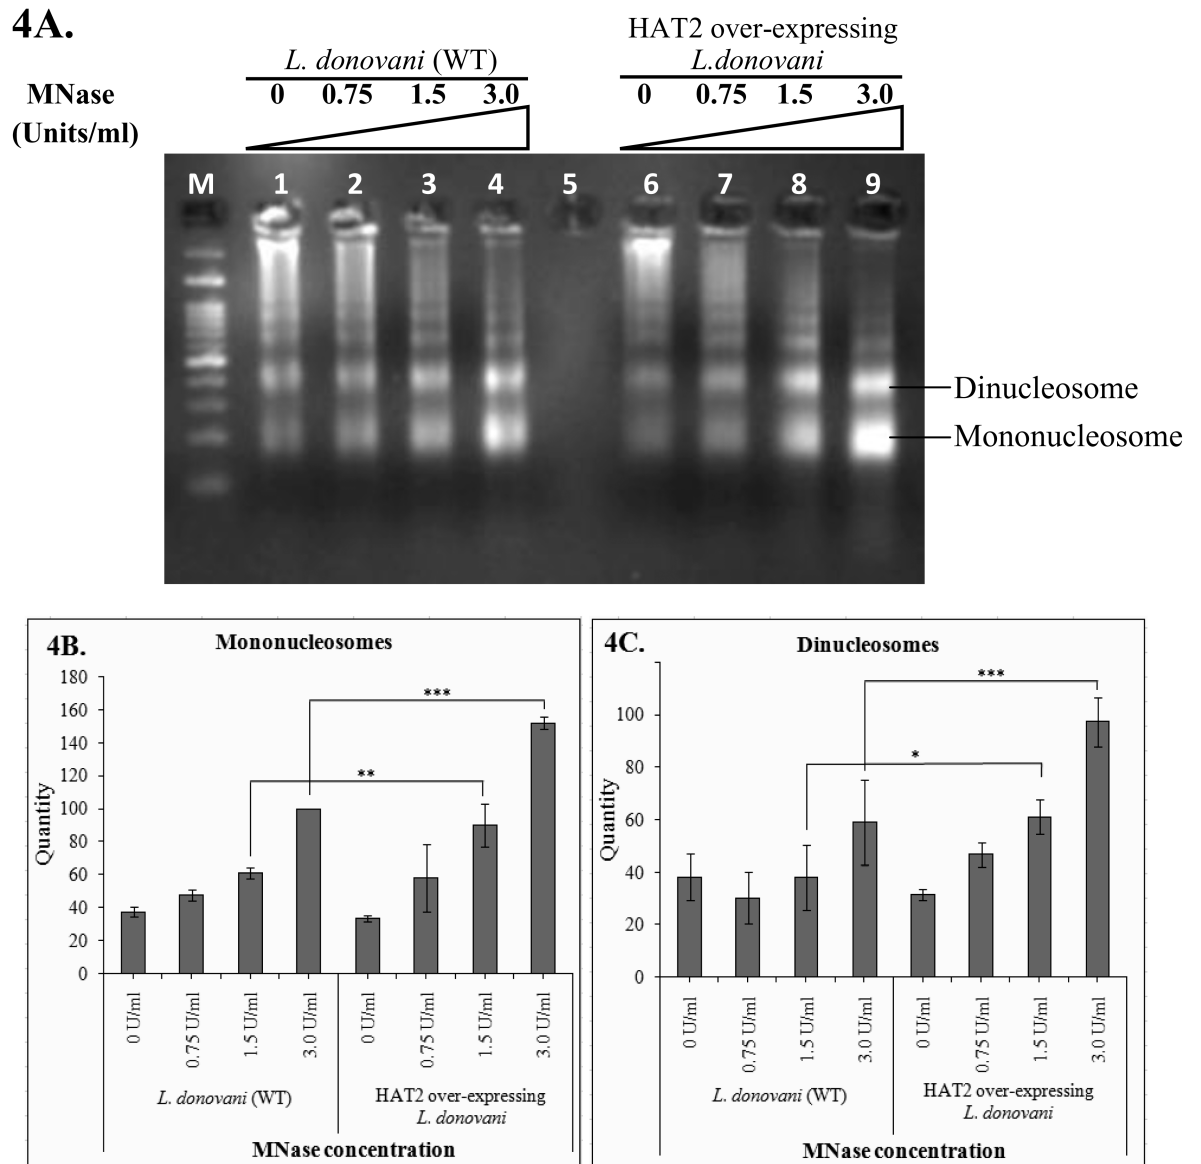 4A.
HAT2 over-expressing
L. donovani (WT)
L.donovani
MNase
(Units/ml)
0 0.75 1.5 3.0
0 0.75 1.5 3.0
M 1 2 3 4 5 6 7 8 9
Dinucleosome
Mononucleosome
4B.
Mononucleosomes
Quantity
180
160
140
120
100
80
60
40
20
0
***
**
0 U/ml
0.75 U/ml
1.5 U/ml
3.0 U/ml
0 U/ml
0.75 U/ml
1.5 U/ml
3.0 U/ml
L. donovani (WT)
HAT2 over-expressing
L. donovani
MNase concentration
4C.
Dinucleosomes
Quantity
100
80
60
40
20
0
***
*
0 U/ml
0.75 U/ml
1.5 U/ml
3.0 U/ml
0 U/ml
0.75 U/ml
1.5 U/ml
3.0 U/ml
L. donovani (WT)
HAT2 over-expressing
L. donovani
MNase concentration